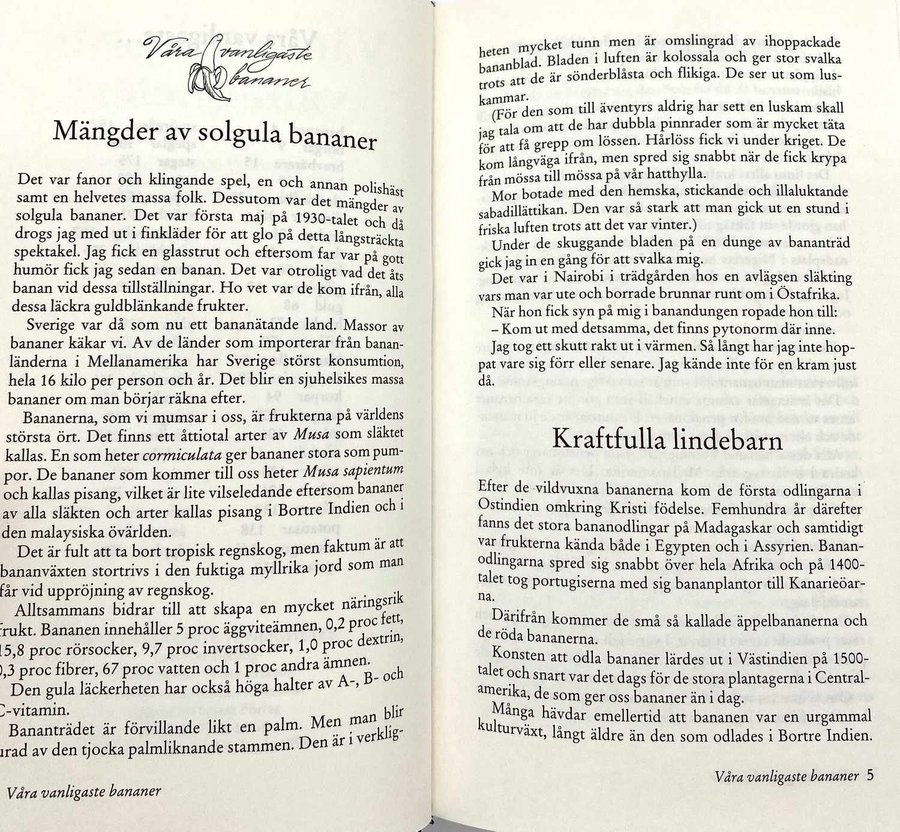 Våra vanligaste
bananer
Mängder av solgula bananer
Det var fanor och klingande spel, en och annan polishäst
samt en helvetes massa folk. Dessutom var det mängder av
solgula bananer. Det var första maj på 1930-talet och då
drogs jag med ut i finkläder för att glo på detta långsträckta
spektakel. Jag fick en glasstrut och eftersom far var på gott
humör fick jag sedan en banan. Det var otroligt vad det åts
banan vid dessa tillställningar. Ho vet var de kom ifrån, alla
dessa läckra guldblänkande frukter.
Sverige var då som nu ett bananätande land. Massor av
bananer käkar vi. Av de länder som importerar från banan-
länderna i Mellanamerika har Sverige störst konsumtion,
hela 16 kilo per person och år. Det blir en sjuhelsikes massa
bananer om man börjar räkna efter.
Bananerna, som vi mumsar i oss, är frukterna på världens
största ört. Det finns ett åttiotal arter av Musa som släktet
kallas. En som heter cormiculata ger bananer stora som pum-
por. De bananer som kommer till oss heter Musa sapientum
och kallas pisang, vilket är lite vilseledande eftersom bananer
av alla släkten och arter kallas pisang i Bortre Indien och i
den malaysiska övärlden.
Det är fult att ta bort tropisk regnskog, men faktum är att
bananväxten stortrivs i den fuktiga myllrika jord som man
får vid uppröjning av regnskog.
Alltsammans bidrar till att skapa en mycket näringsrik
frukt. Bananen innehåller 5 proc äggviteämnen, 0,2 proc fett,
15,8 proc rörsocker, 9,7 proc invertsocker, 1,0 proc dextrin,
0,3 proc fibrer, 67 proc vatten och 1 proc andra ämnen.
Den gula läckerheten har också höga halter av A-, B- och
C-vitamin.
Bananträdet är förvillande likt en palm. Men man blir
urad av den tjocka palmliknande stammen. Den är i verklig-
Våra vanligaste bananer
heten mycket tunn men är omslingrad av ihoppackade
bananblad. Bladen i luften är kolossala och ger stor svalka
trots att de är sönderblåsta och flikiga. De ser ut som lus-
kammar.
(För den som till äventyrs aldrig har sett en luskam skall
jag tala om att de har dubbla pinnrader som är mycket täta
för att få grepp om lössen. Hårlöss fick vi under kriget. De
kom långväga ifrån, men spred sig snabbt när de fick krypa
från mössa till mössa på vår hatthylla.
Mor botade med den hemska, stickande och illaluktande
sabadillättikan. Den var så stark att man gick ut en stund i
friska luften trots att det var vinter.)
Under de skuggande bladen på en dunge av bananträd
gick jag in en gång för att svalka mig.
Det var i Nairobi i trädgården hos en avlägsen släkting
vars man var ute och borrade brunnar runt om i Östafrika.
När hon fick syn på mig i banandungen ropade hon till:
– Kom ut med detsamma, det finns pytonorm där inne.
Jag tog ett skutt rakt ut i värmen. Så långt har jag inte hop-
pat vare sig förr eller senare. Jag kände inte för en kram just
då.
Kraftfulla lindebarn
Efter de vildvuxna bananerna kom de första odlingarna i
Ostindien omkring Kristi födelse. Femhundra år därefter
fanns det stora bananodlingar på Madagaskar och samtidigt
var frukterna kända både i Egypten och i Assyrien. Banan-
odlingarna spred sig snabbt över hela Afrika och på 1400-
talet tog portugiserna med sig bananplantor till Kanarieöar-
na.
Därifrån kommer de små så kallade äppelbananerna och
de röda bananerna.
Konsten att odla bananer lärdes ut i Västindien på 1500-
talet och snart var det dags för de stora plantagerna i Central-
amerika, de som ger oss bananer än i dag.
Många hävdar emellertid att bananen var en urgammal
kulturväxt, långt äldre än den som odlades i Bortre Indien.
Våra vanligaste bananer 5